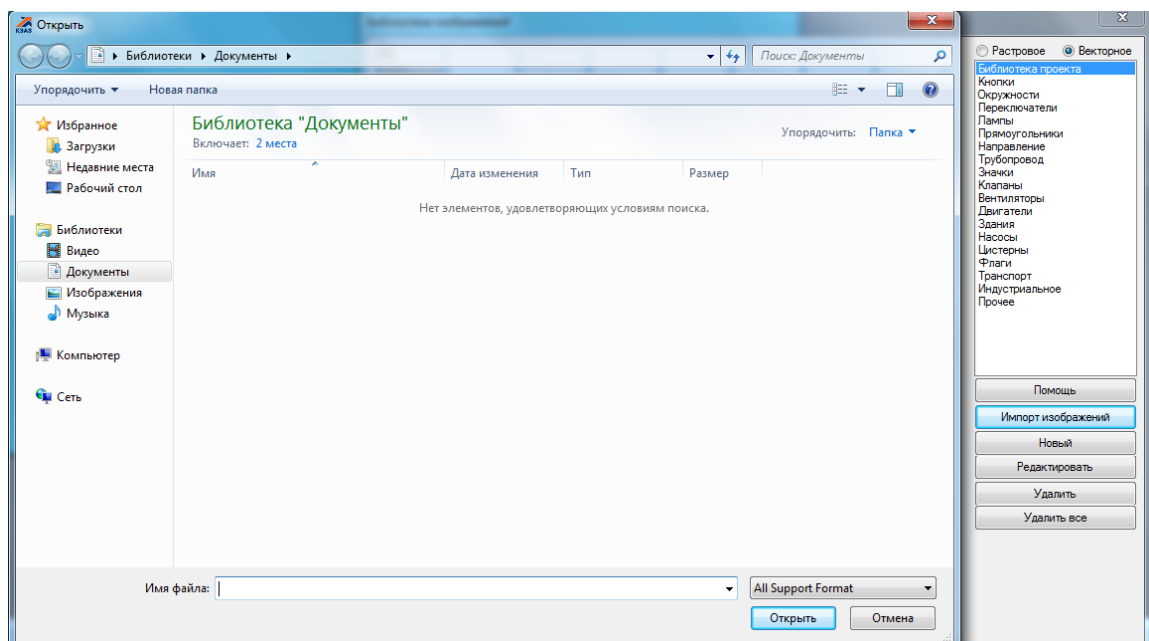 Открыть
Библиотеки ▸ Документы ▸
Поиск: Документы
Упорядочить
Новая папка
Избранное
Загрузки
Недавние места
Рабочий стол
Библиотеки
Видео
Документы
Изображения
Музыка
Компьютер
Сеть
Библиотека "Документы"
Включает: 2 места
Упорядочить: Папка
Имя
Дата изменения
Тип
Размер
Нет элементов, удовлетворяющих условиям поиска.
Имя файла:
All Support Format
Открыть
Отмена
Растровое
Векторное
Библиотека проекта
Кнопки
Окружности
Переключатели
Лампы
Прямоугольники
Направление
Трубопровод
Значки
Клапаны
Вентиляторы
Двигатели
Здания
Насосы
Цистерны
Флаги
Транспорт
Индустриальное
Прочее
Помощь
Импорт изображений
Новый
Редактировать
Удалить
Удалить все